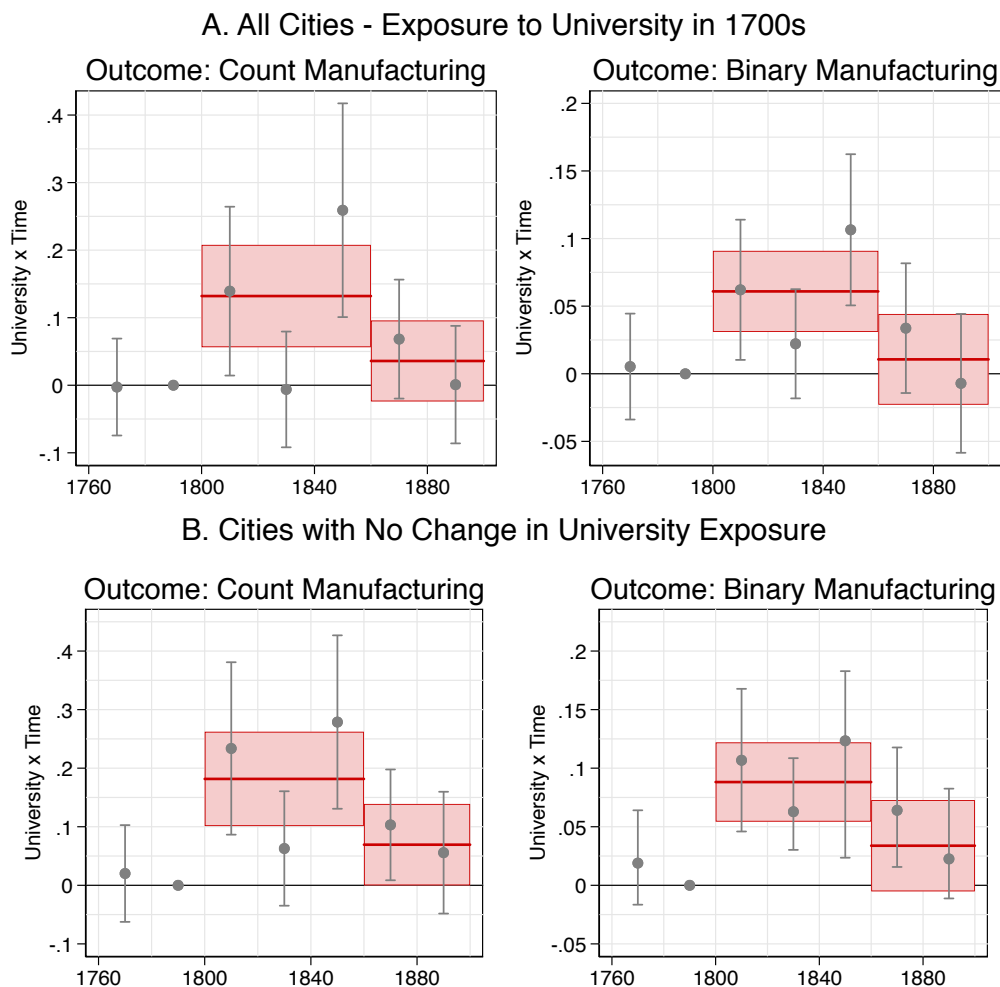 A. All Cities - Exposure to University in 1700s
Outcome: Count Manufacturing
University x Time
.4
.3
.2
.1
0
-.1
1760 1800 1840 1880
Outcome: Binary Manufacturing
University x Time
.2
.15
.1
.05
0
-.05
1760 1800 1840 1880
B. Cities with No Change in University Exposure
Outcome: Count Manufacturing
University x Time
.4
.3
.2
.1
0
-.1
1760 1800 1840 1880
Outcome: Binary Manufacturing
University x Time
.2
.15
.1
.05
0
-.05
1760 1800 1840 1880